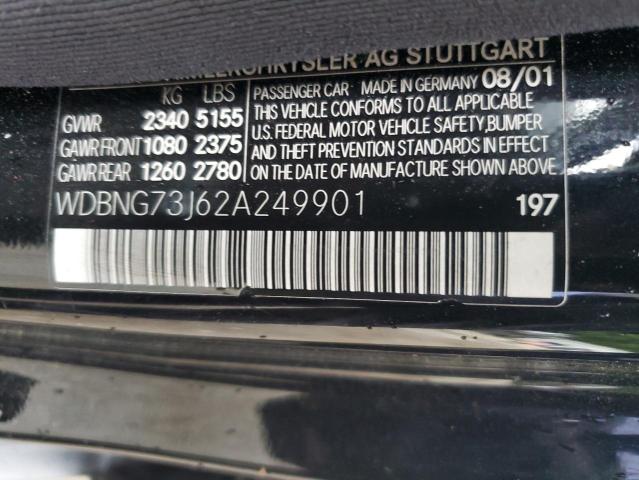 AG STUTTGART
KG LBS
GVWR 2340 5155
GAWR FRONT 1080 2375
GAWR REAR 1260 2780
PASSENGER CAR MADE IN GERMANY 08/01
THIS VEHICLE CONFORMS TO ALL APPLICABLE
U.S. FEDERAL MOTOR VEHICLE SAFETY,BUMPER
AND THEFT PREVENTION STANDARDS IN EFFECT
ON THE DATE OF MANUFACTURE SHOWN ABOVE.
WDBNG73J62A249901 197